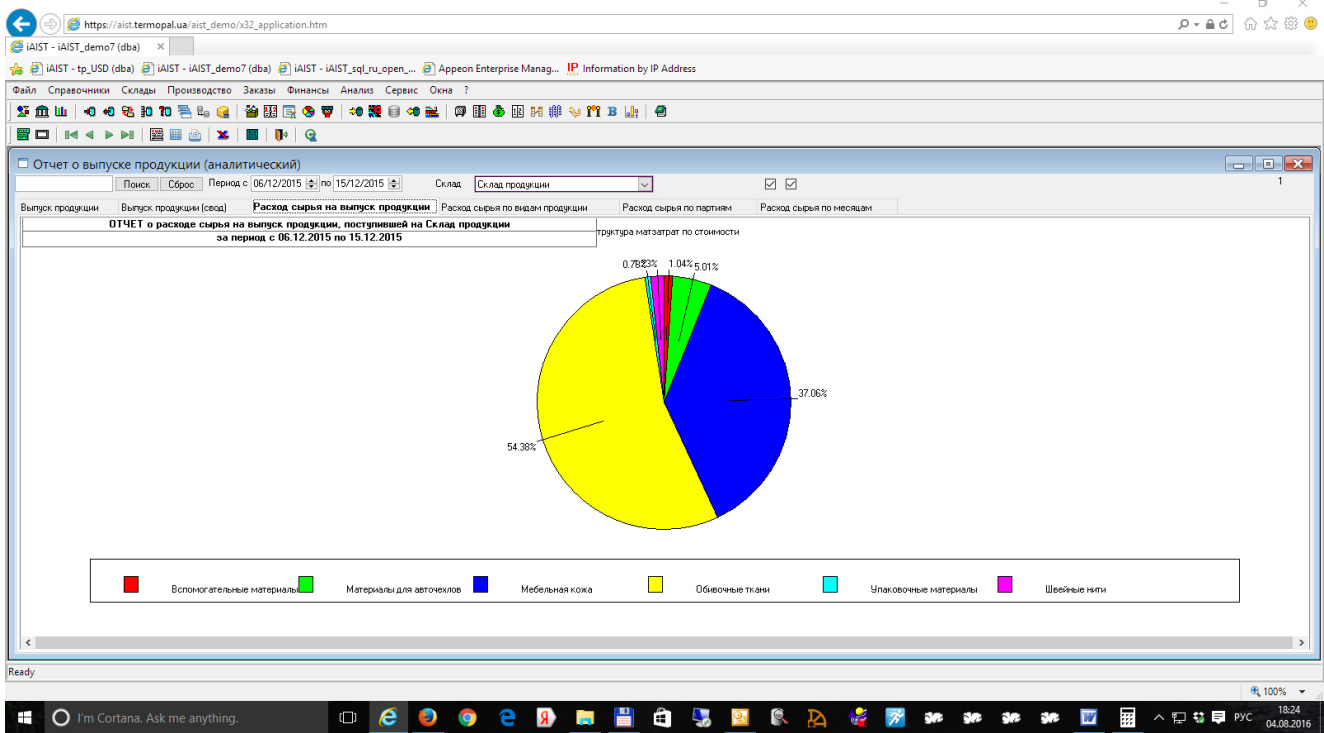 https://aist.termopal.ua/aist_demo/x32_application.htm
iAIST - iAIST_demo7 (dba)
iAIST - tp_USD (dba) iAIST - iAIST_demo7 (dba) iAIST - iAIST_sql_ru_open_... Appeon Enterprise Manag... IP Information by IP Address
Файл Справочники Склады Производство Заказы Финансы Анализ Сервис Окна ?
Отчет о выпуске продукции (аналитический)
Поиск Сброс Период с 06/12/2015 по 15/12/2015 Склад Склад продукции 1
Выпуск продукции Выпуск продукции (свод) Расход сырья на выпуск продукции Расход сырья по видам продукции Расход сырья по партиям Расход сырья по месяцам
ОТЧЕТ о расходе сырья на выпуск продукции, поступившей на Склад продукции
за период с 06.12.2015 по 15.12.2015
труктура матзатрат по стоимости
1.04%
5.01%
37.06%
54.38%
Вспомогательные материалы Материалы для авточехлов Мебельная кожа Обивочные ткани Упаковочные материалы Швейные нити
Ready
100%
I'm Cortana. Ask me anything.
РУС
18:24
04.08.2016